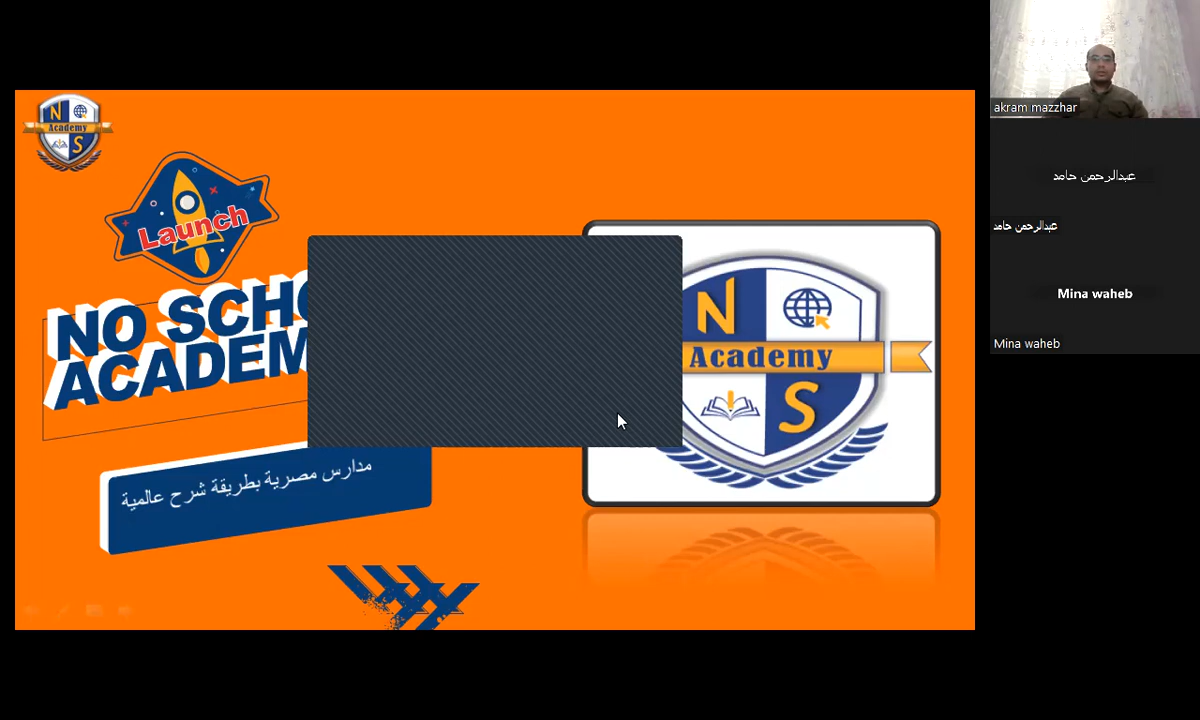 N
Academy
S
Launch
NO SCHO
ACADEM
مدارس مصرية بطريقة شرح عالمية
N
Academy
S
akram mazzhar
عبدالرحمن حامد
عبدالرحمن حامد
Mina waheb
Mina waheb